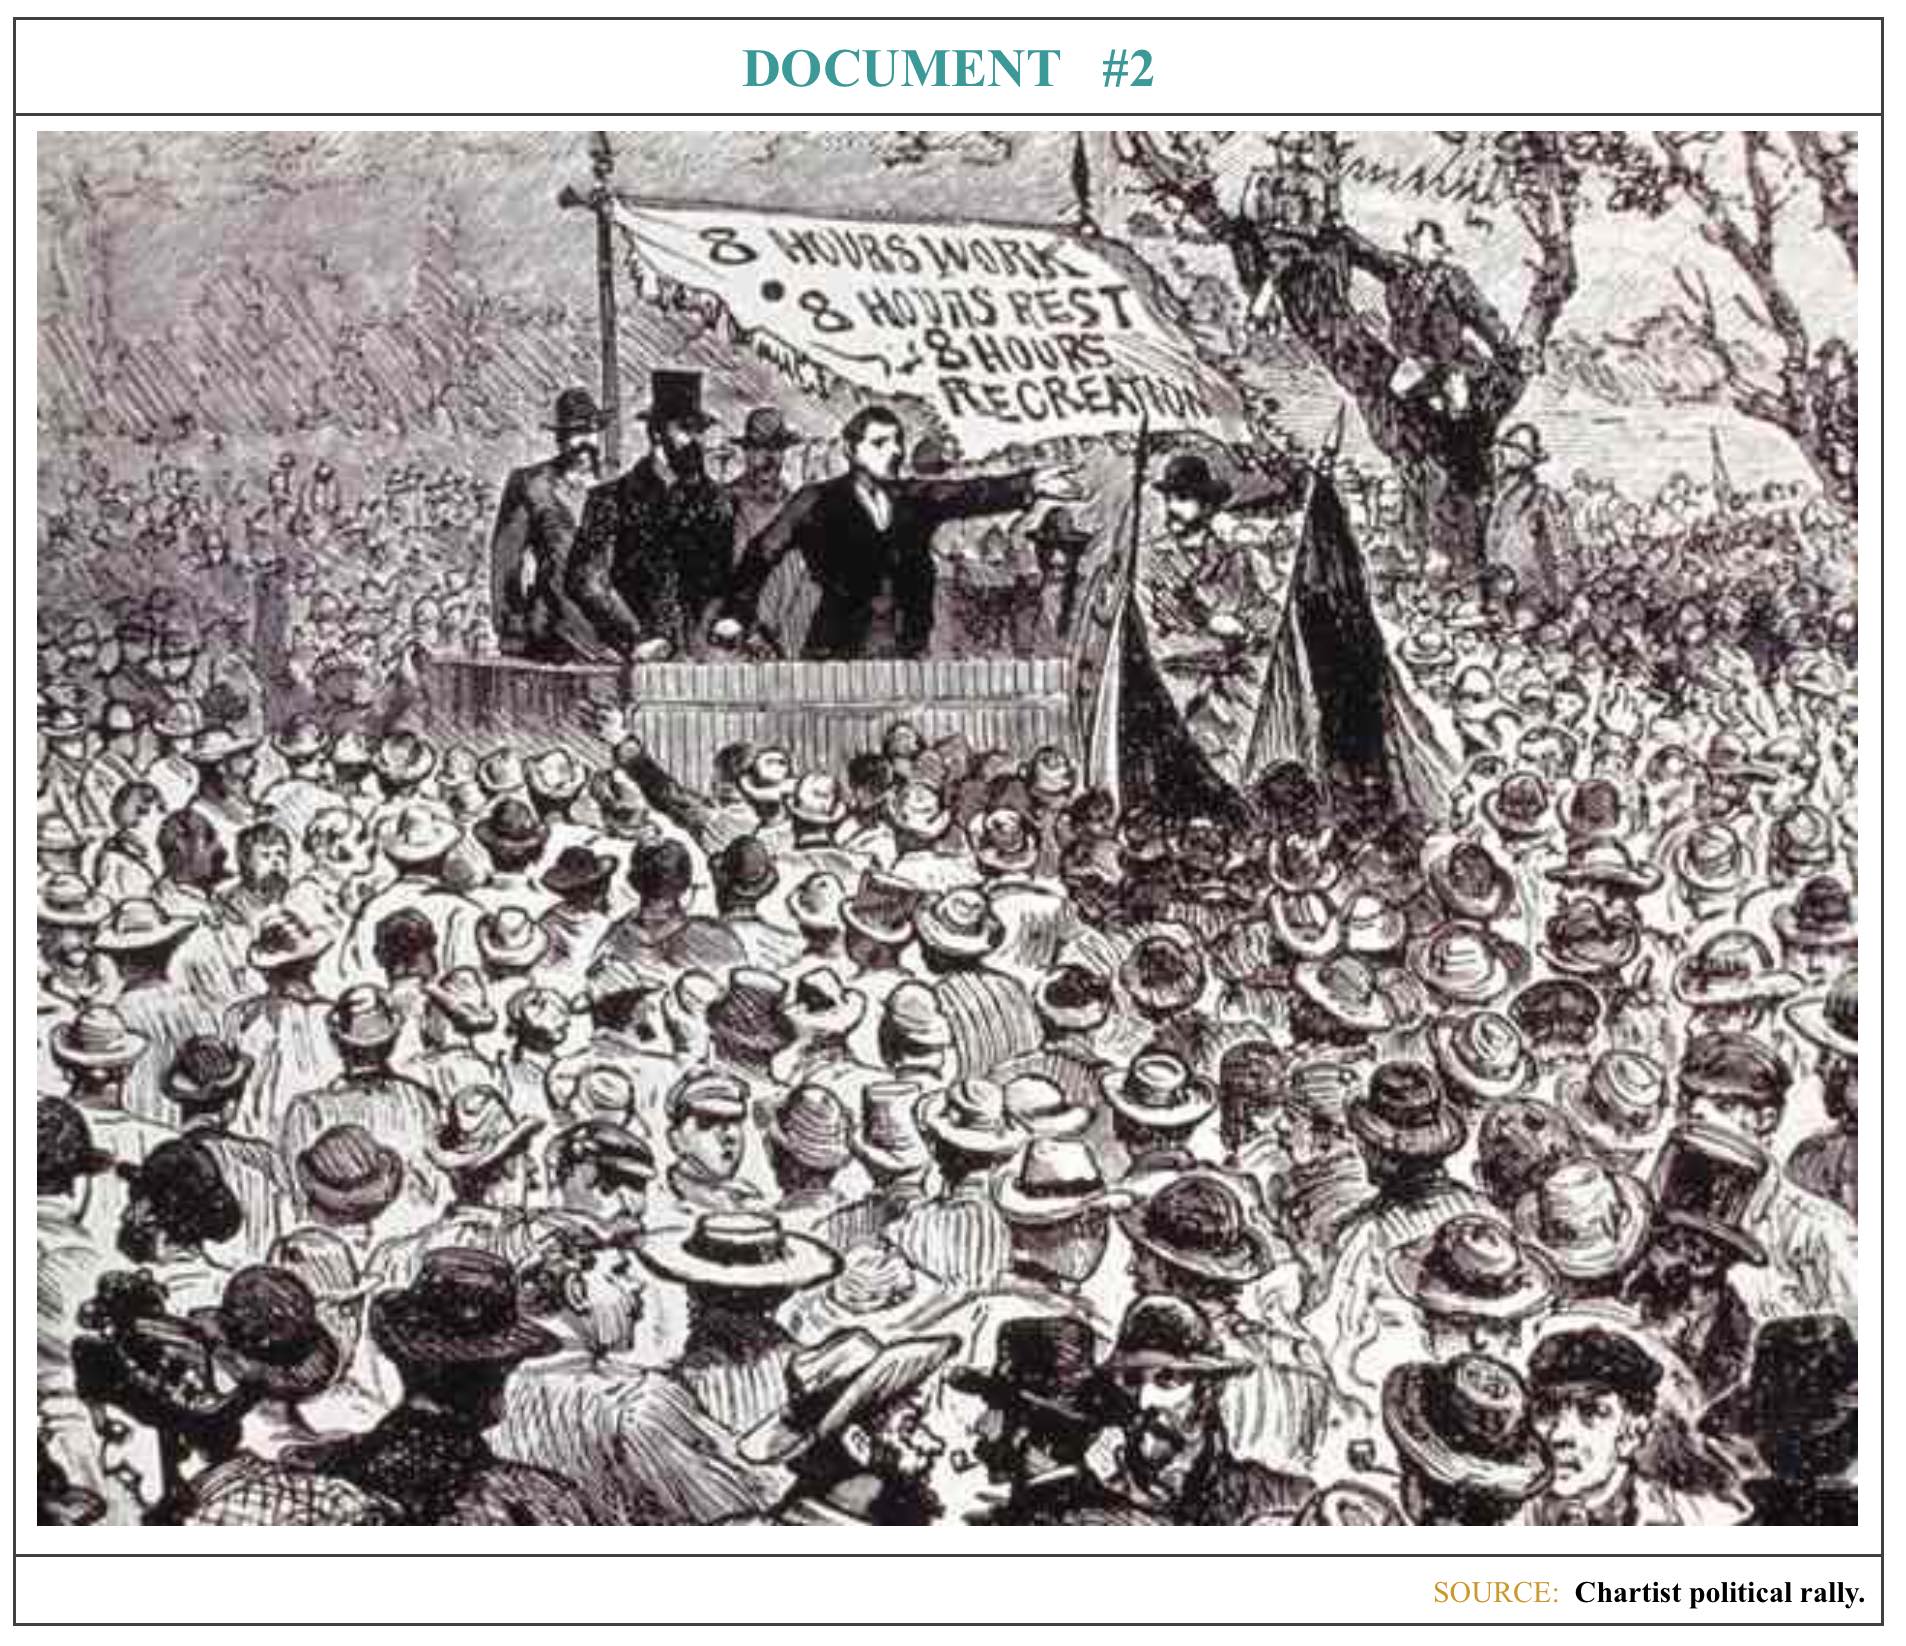 DOCUMENT #2
8 HOURS WORK
8 HOURS REST
8 HOURS
RECREATION
SOURCE: Chartist political rally.